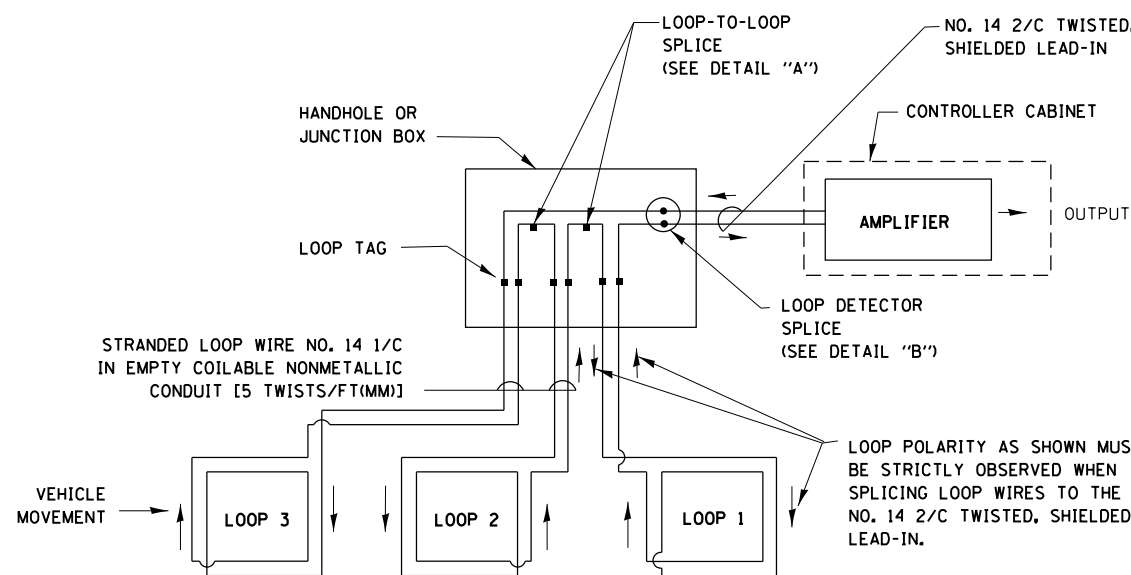 LOOP-TO-LOOP
SPLICE
(SEE DETAIL "A")
NO. 14 2/C TWISTED,
SHIELDED LEAD-IN
HANDHOLE OR
JUNCTION BOX
CONTROLLER CABINET
AMPLIFIER
OUTPUT
LOOP TAG
LOOP DETECTOR
SPLICE
(SEE DETAIL "B")
STRANDED LOOP WIRE NO. 14 1/C
IN EMPTY COILABLE NONMETALLIC
CONDUIT [5 TWISTS/FT(MM)]
LOOP POLARITY AS SHOWN MUS
BE STRICTLY OBSERVED WHEN
SPLICING LOOP WIRES TO THE
NO. 14 2/C TWISTED, SHIELDED
LEAD-IN.
VEHICLE
MOVEMENT
LOOP 3
LOOP 2
LOOP 1